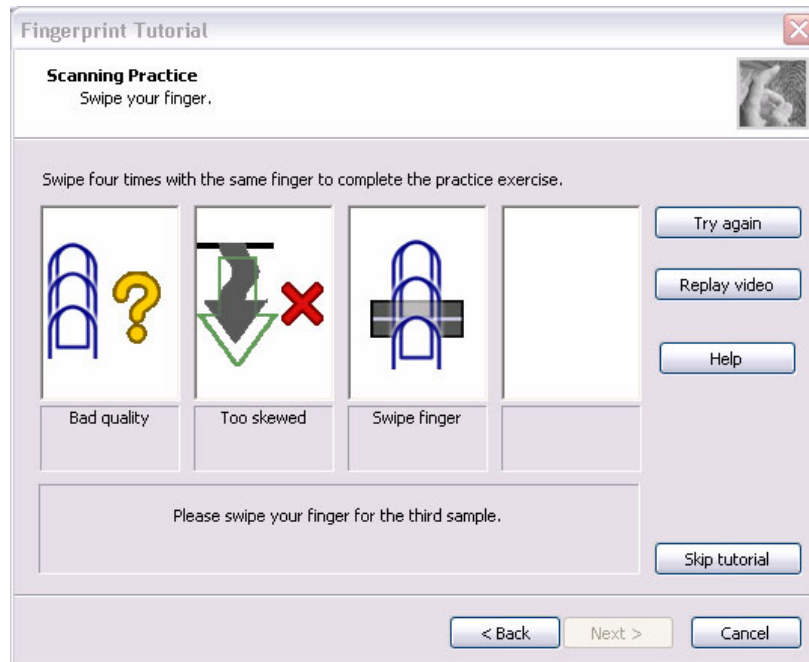 Fingerprint Tutorial
Scanning Practice
Swipe your finger.
Swipe four times with the same finger to complete the practice exercise.
Try again
Replay video
Help
Bad quality
Too skewed
Swipe finger
Please swipe your finger for the third sample.
Skip tutorial
< Back
Next >
Cancel